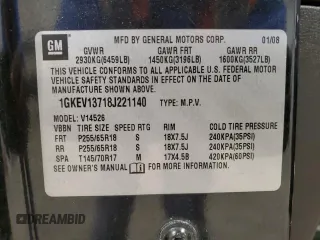 GM
MFD BY GENERAL MOTORS CORP. 01/08
GVWR GAWR FRT GAWR RR
2930KG(6459LB) 1450KG(3196LB) 1600KG(3527LB)
THIS VEHICLE CONFORMS TO ALL APPLICABLE U.S. FEDERAL MOTOR
VEHICLE SAFETY STANDARDS IN EFFECT ON THE DATE OF
MANUFACTURE SHOWN ABOVE.
1GKEV13718J221140 TYPE: M.P.V.
MODEL: V14526
VBBN TIRE SIZE SPEED RTG RIM COLD TIRE PRESSURE
FRT P255/65R18 S 18X7.5J 240KPA(35PSI)
RR P255/65R18 S 18X7.5J 240KPA(35PSI)
SPA T145/70R17 M 17X4.5B 420KPA(60PSI)
SEE OWNER'S MANUAL FOR MORE INFORMATION
DREAMBID